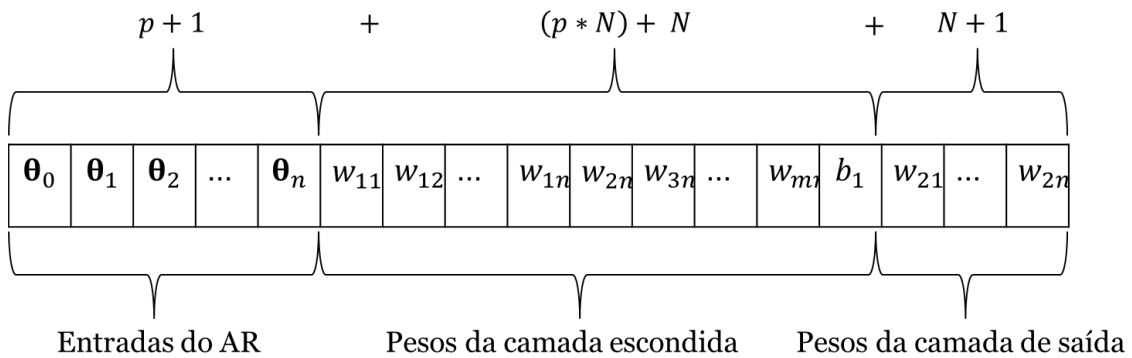 p + 1 + (p ∗ N) + N + N + 1
θ₀ θ₁ θ₂ ... θₙ w₁₁ w₁₂ ... w₁ₙ w₂ₙ w₃ₙ ... wₘₙ b₁ w₂₁ ... w₂ₙ
Entradas do AR Pesos da camada escondida Pesos da camada de saída